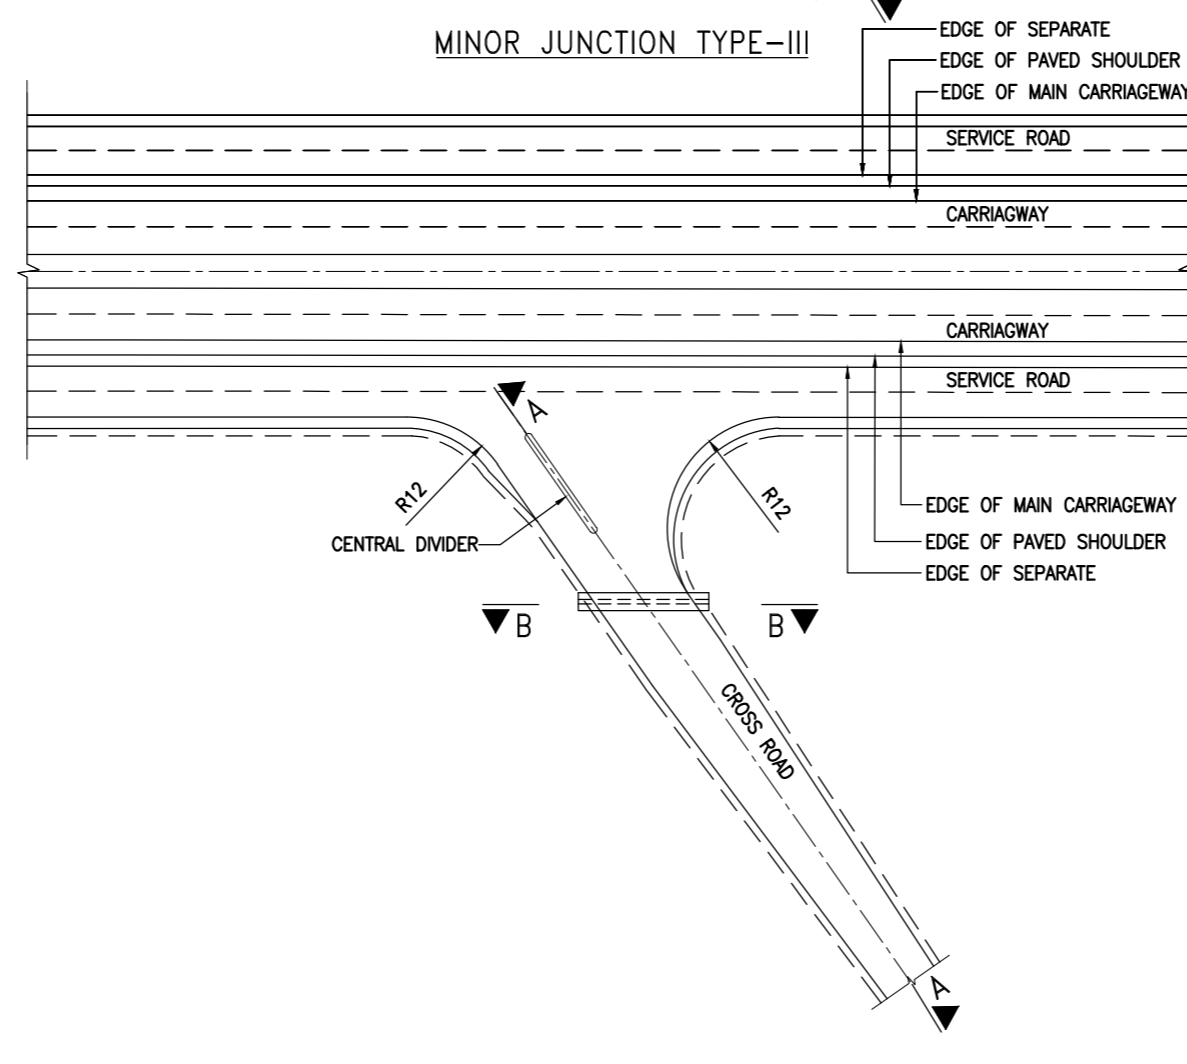 MINOR JUNCTION TYPE-III
EDGE OF SEPARATE
EDGE OF PAVED SHOULDER
EDGE OF MAIN CARRIAGEWAY
SERVICE ROAD
CARRIAGWAY
CARRIAGWAY
SERVICE ROAD
A
R12
R12
CENTRAL DIVIDER
EDGE OF MAIN CARRIAGEWAY
EDGE OF PAVED SHOULDER
EDGE OF SEPARATE
B
B
CROSS ROAD
A